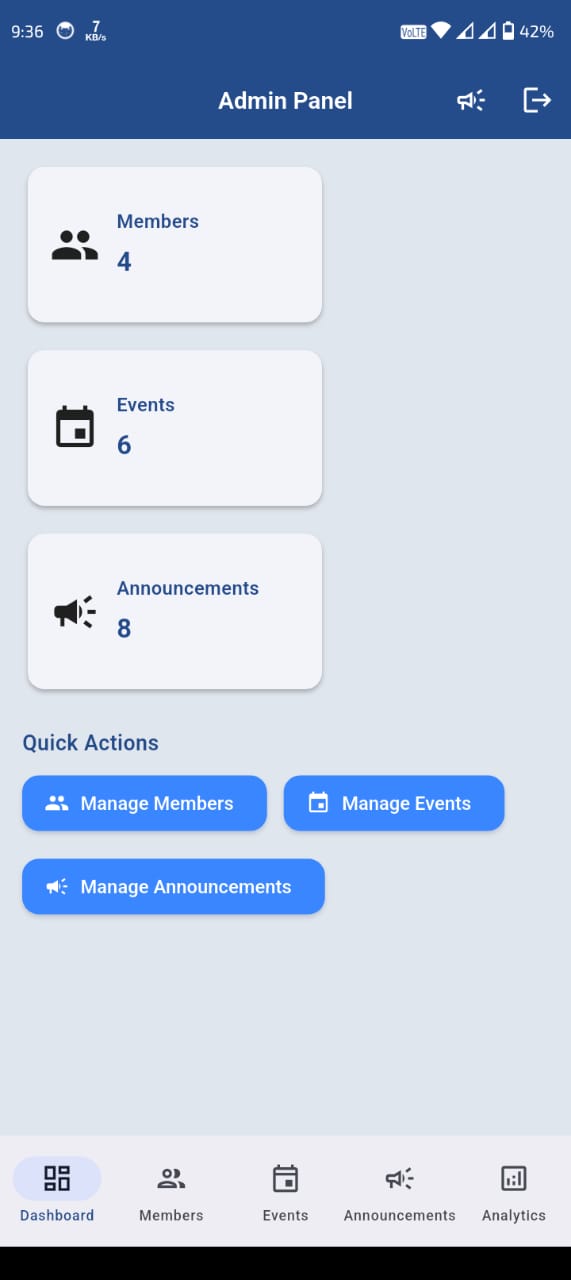 9:36 7 KB/s VoLTE 42%
Admin Panel
Members
4
Events
6
Announcements
8
Quick Actions
Manage Members Manage Events
Manage Announcements
Dashboard Members Events Announcements Analytics